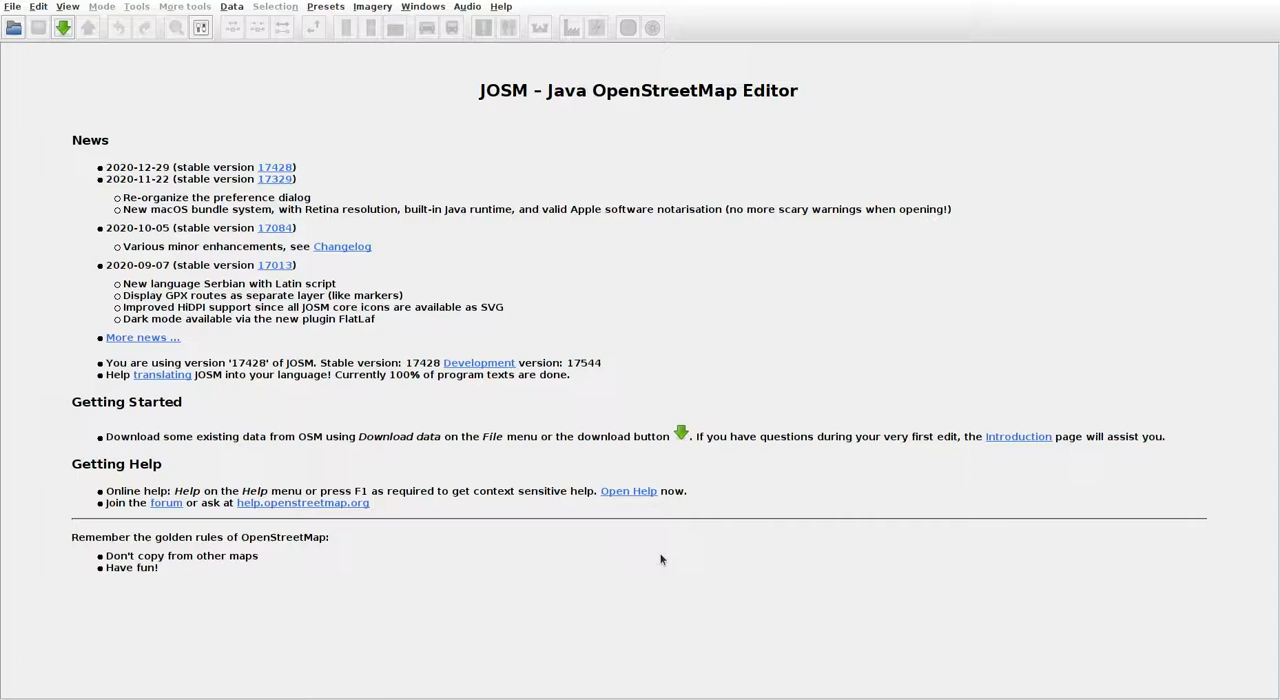 File Edit View Mode Tools More tools Data Selection Presets Imagery Windows Audio Help
JOSM – Java OpenStreetMap Editor
News
2020-12-29 (stable version 17428)
2020-11-22 (stable version 17329)
Re-organize the preference dialog
New macOS bundle system, with Retina resolution, built-in Java runtime, and valid Apple software notarisation (no more scary warnings when opening!)
2020-10-05 (stable version 17084)
Various minor enhancements, see Changelog
2020-09-07 (stable version 17013)
New language Serbian with Latin script
Display GPX routes as separate layer (like markers)
Improved HiDPI support since all JOSM core icons are available as SVG
Dark mode available via the new plugin FlatLaf
More news ...
You are using version '17428' of JOSM. Stable version: 17428 Development version: 17544
Help translating JOSM into your language! Currently 100% of program texts are done.
Getting Started
Download some existing data from OSM using Download data on the File menu or the download button . If you have questions during your very first edit, the Introduction page will assist you.
Getting Help
Online help: Help on the Help menu or press F1 as required to get context sensitive help. Open Help now.
Join the forum or ask at help.openstreetmap.org
Remember the golden rules of OpenStreetMap:
Don't copy from other maps
Have fun!